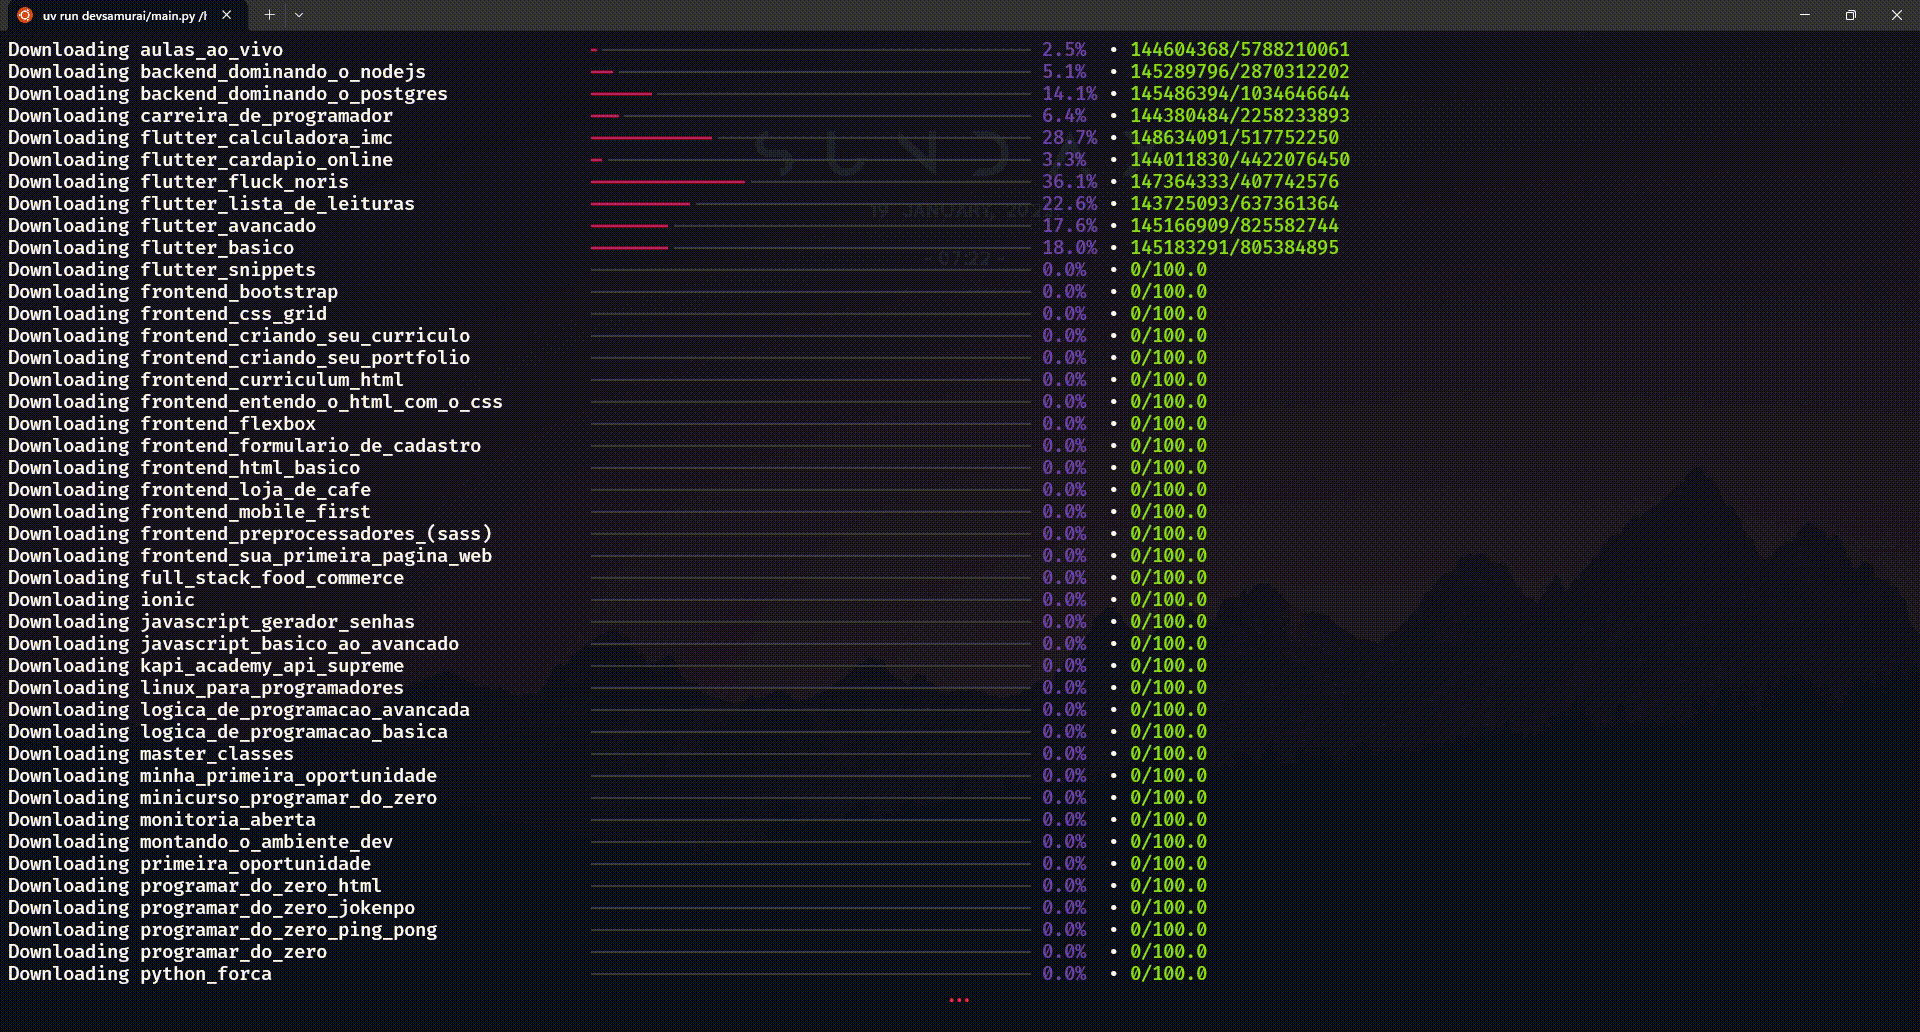 uv run devsamurai/main.py /h
Downloading aulas_ao_vivo 2.5% • 144604368/5788210061
Downloading backend_dominando_o_nodejs 5.1% • 145289796/2870312202
Downloading backend_dominando_o_postgres 14.1% • 145486394/1034646644
Downloading carreira_de_programador 6.4% • 144380484/2258233893
Downloading flutter_calculadora_imc 28.7% • 148634091/517752250
Downloading flutter_cardapio_online 3.3% • 144011830/4422076450
Downloading flutter_fluck_noris 36.1% • 147364333/407742576
Downloading flutter_lista_de_leituras 22.6% • 143725093/637361364
Downloading flutter_avancado 17.6% • 145166909/825582744
Downloading flutter_basico 18.0% • 145183291/805384895
Downloading flutter_snippets 0.0% • 0/100.0
Downloading frontend_bootstrap 0.0% • 0/100.0
Downloading frontend_css_grid 0.0% • 0/100.0
Downloading frontend_criando_seu_curriculo 0.0% • 0/100.0
Downloading frontend_criando_seu_portfolio 0.0% • 0/100.0
Downloading frontend_curriculum_html 0.0% • 0/100.0
Downloading frontend_entendo_o_html_com_o_css 0.0% • 0/100.0
Downloading frontend_flexbox 0.0% • 0/100.0
Downloading frontend_formulario_de_cadastro 0.0% • 0/100.0
Downloading frontend_html_basico 0.0% • 0/100.0
Downloading frontend_loja_de_cafe 0.0% • 0/100.0
Downloading frontend_mobile_first 0.0% • 0/100.0
Downloading frontend_preprocessadores_(sass) 0.0% • 0/100.0
Downloading frontend_sua_primeira_pagina_web 0.0% • 0/100.0
Downloading full_stack_food_commerce 0.0% • 0/100.0
Downloading ionic 0.0% • 0/100.0
Downloading javascript_gerador_senhas 0.0% • 0/100.0
Downloading javascript_basico_ao_avancado 0.0% • 0/100.0
Downloading kapi_academy_api_supreme 0.0% • 0/100.0
Downloading linux_para_programadores 0.0% • 0/100.0
Downloading logica_de_programacao_avancada 0.0% • 0/100.0
Downloading logica_de_programacao_basica 0.0% • 0/100.0
Downloading master_classes 0.0% • 0/100.0
Downloading minha_primeira_oportunidade 0.0% • 0/100.0
Downloading minicurso_programar_do_zero 0.0% • 0/100.0
Downloading monitoria_aberta 0.0% • 0/100.0
Downloading montando_o_ambiente_dev 0.0% • 0/100.0
Downloading primeira_oportunidade 0.0% • 0/100.0
Downloading programar_do_zero_html 0.0% • 0/100.0
Downloading programar_do_zero_jokenpo 0.0% • 0/100.0
Downloading programar_do_zero_ping_pong 0.0% • 0/100.0
Downloading programar_do_zero 0.0% • 0/100.0
Downloading python_forca 0.0% • 0/100.0
...